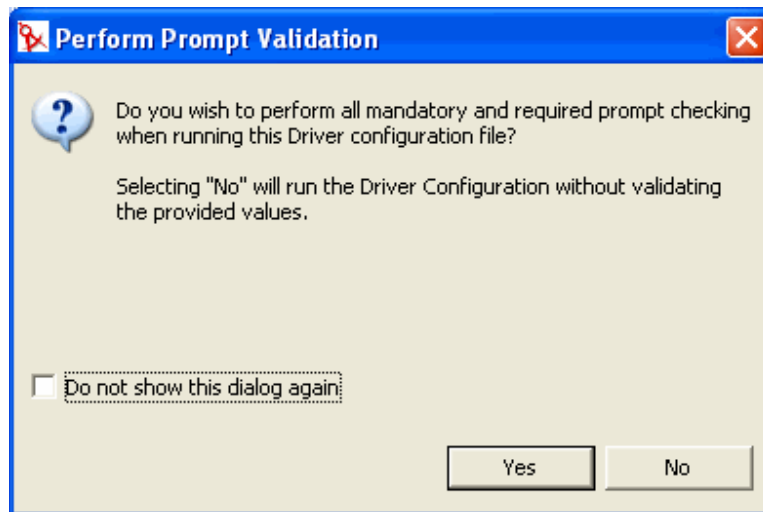 Perform Prompt Validation
Do you wish to perform all mandatory and required prompt checking
when running this Driver configuration file?
Selecting "No" will run the Driver Configuration without validating
the provided values.
Do not show this dialog again
Yes
No